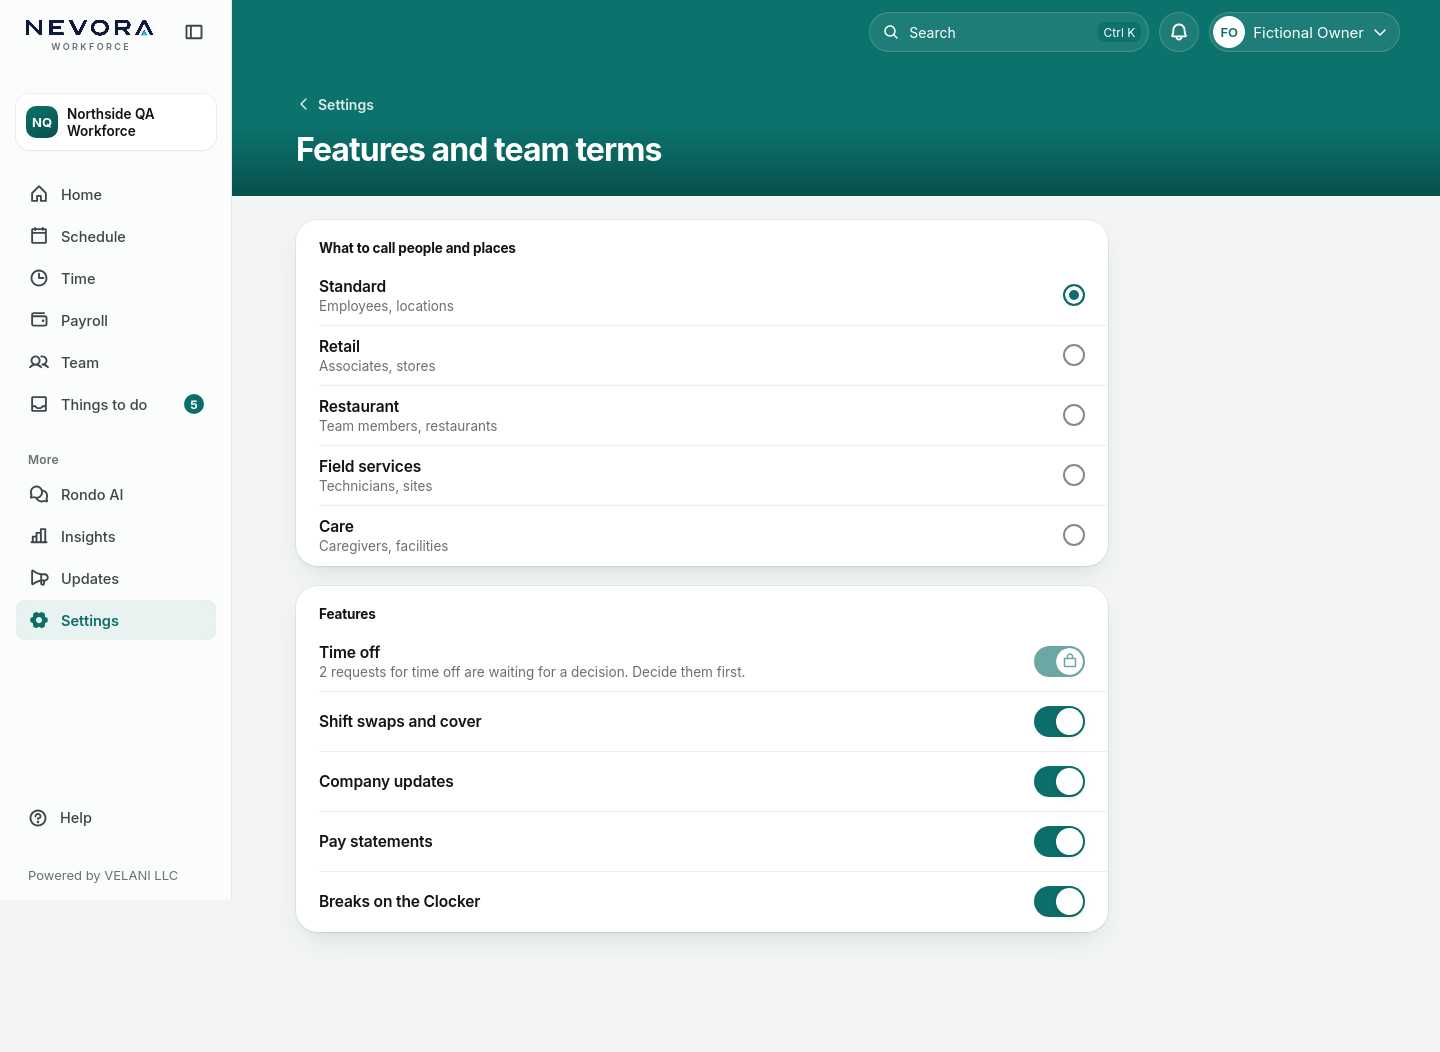 NEVORA
WORKFORCE
Search
Ctrl K
FO
Fictional Owner
NQ
Northside QA
Workforce
Home
Schedule
Time
Payroll
Team
Things to do
5
More
Rondo AI
Insights
Updates
Settings
Help
Powered by VELANI LLC
Settings
Features and team terms
What to call people and places
Standard
Employees, locations
Retail
Associates, stores
Restaurant
Team members, restaurants
Field services
Technicians, sites
Care
Caregivers, facilities
Features
Time off
2 requests for time off are waiting for a decision. Decide them first.
Shift swaps and cover
Company updates
Pay statements
Breaks on the Clocker